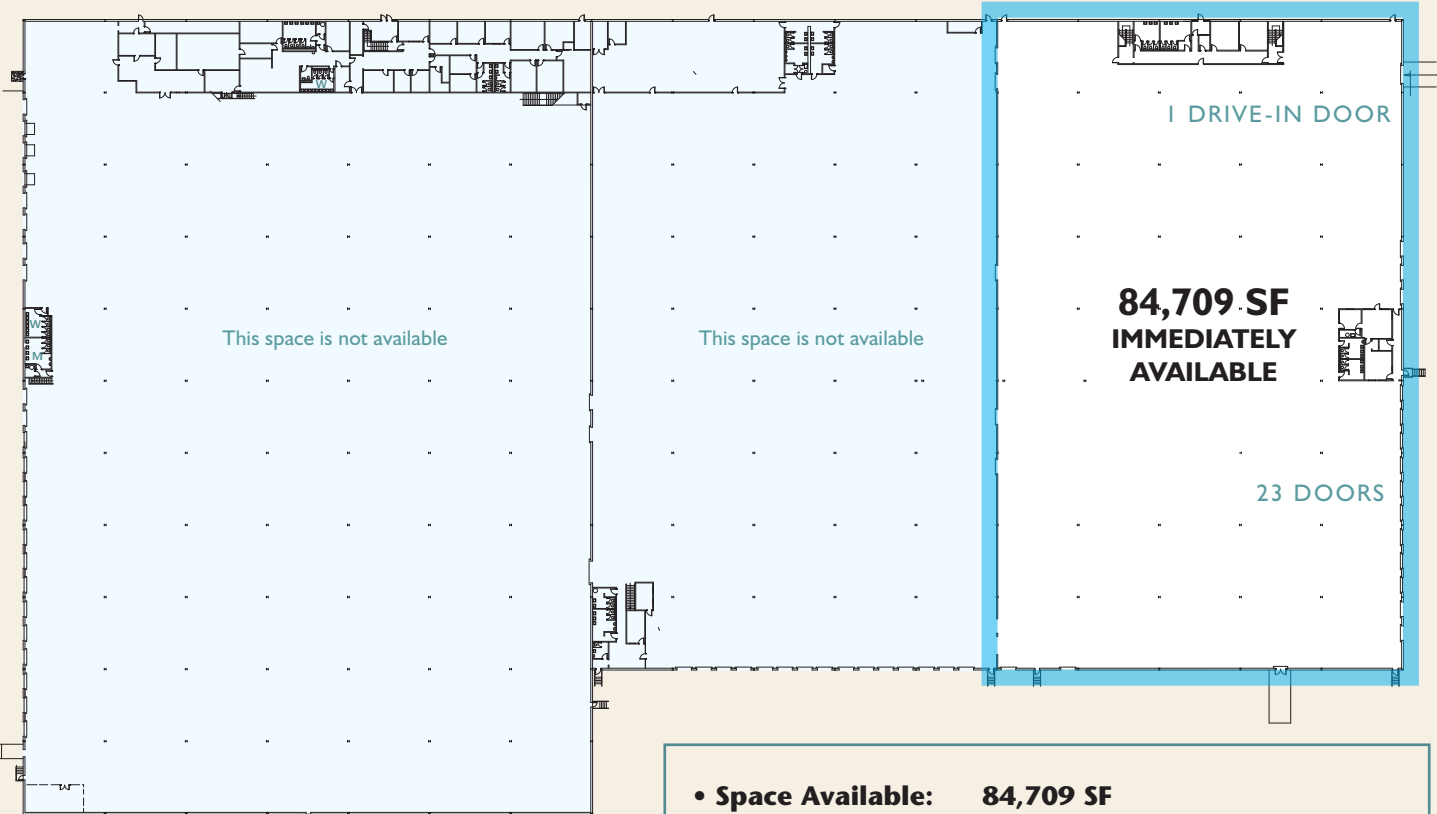 W
1 DRIVE-IN DOOR
84,709 SF
IMMEDIATELY
AVAILABLE
W
This space is not available
This space is not available
M
23 DOORS
• Space Available: 84,709 SF